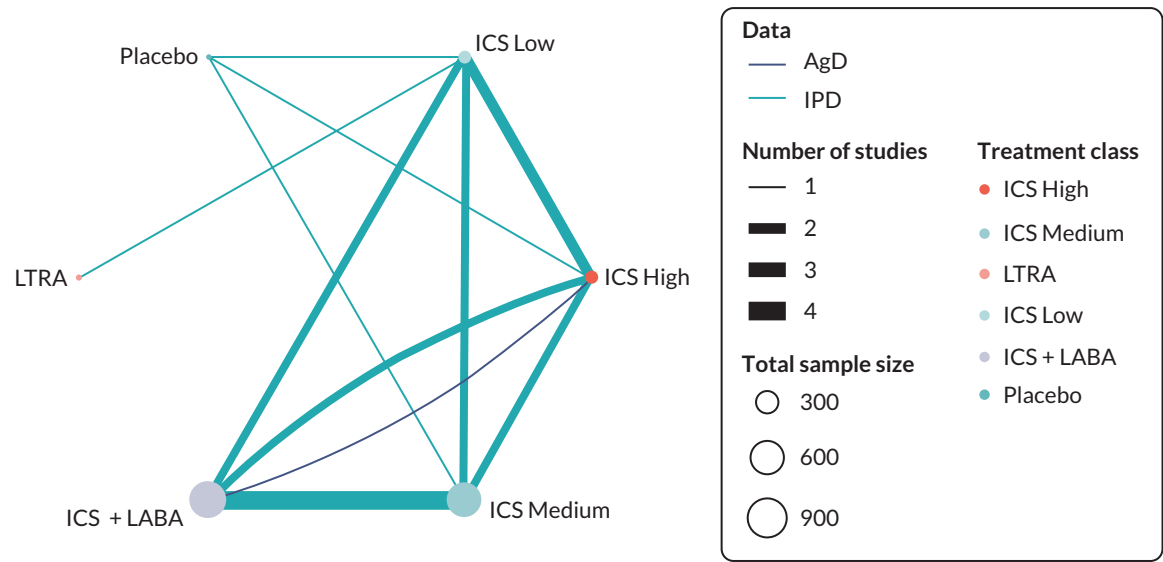 Placebo
ICS Low
LTRA
ICS High
ICS + LABA
ICS Medium
Data
AgD
IPD
Number of studies
1
2
3
4
Total sample size
300
600
900
Treatment class
ICS High
ICS Medium
LTRA
ICS Low
ICS + LABA
Placebo